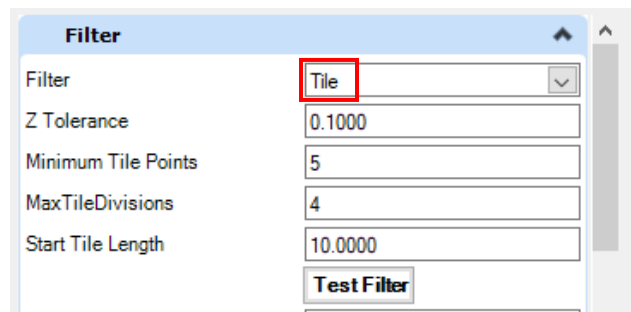 Filter
Filter Tile
Z Tolerance 0.1000
Minimum Tile Points 5
MaxTileDivisions 4
Start Tile Length 10.0000
Test Filter